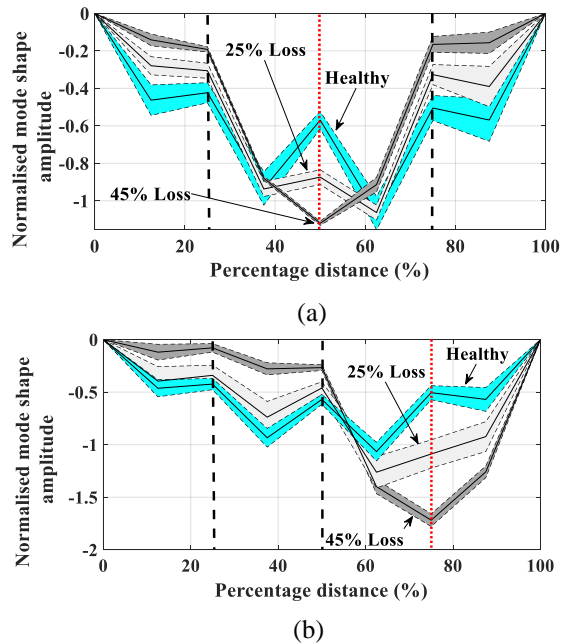 0
-0.2
-0.4
-0.6
-0.8
-1
Normalised mode shape
amplitude
25% Loss
Healthy
45% Loss
0 20 40 60 80 100
Percentage distance (%)
(a)
0
-0.5
-1
-1.5
-2
Normalised mode shape
amplitude
Healthy
25% Loss
45% Loss
0 20 40 60 80 100
Percentage distance (%)
(b)